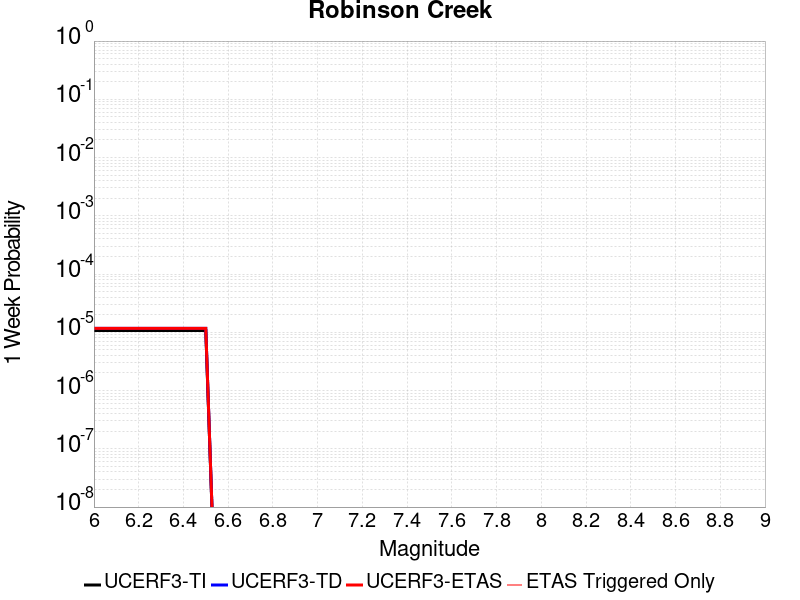 Robinson Creek
1 Week Probability
10^0
10^-1
10^-2
10^-3
10^-4
10^-5
10^-6
10^-7
10^-8
6 6.2 6.4 6.6 6.8 7 7.2 7.4 7.6 7.8 8 8.2 8.4 8.6 8.8 9
Magnitude
UCERF3-TI UCERF3-TD UCERF3-ETAS ETAS Triggered Only